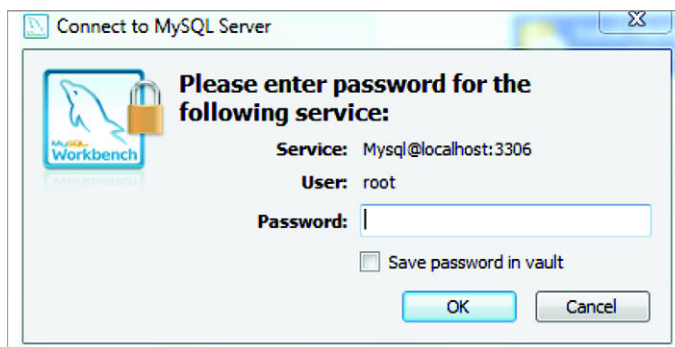 Connect to MySQL Server
Please enter password for the
following service:
MySQL
Workbench
Service: Mysql@localhost:3306
User: root
Password:
Save password in vault
OK Cancel